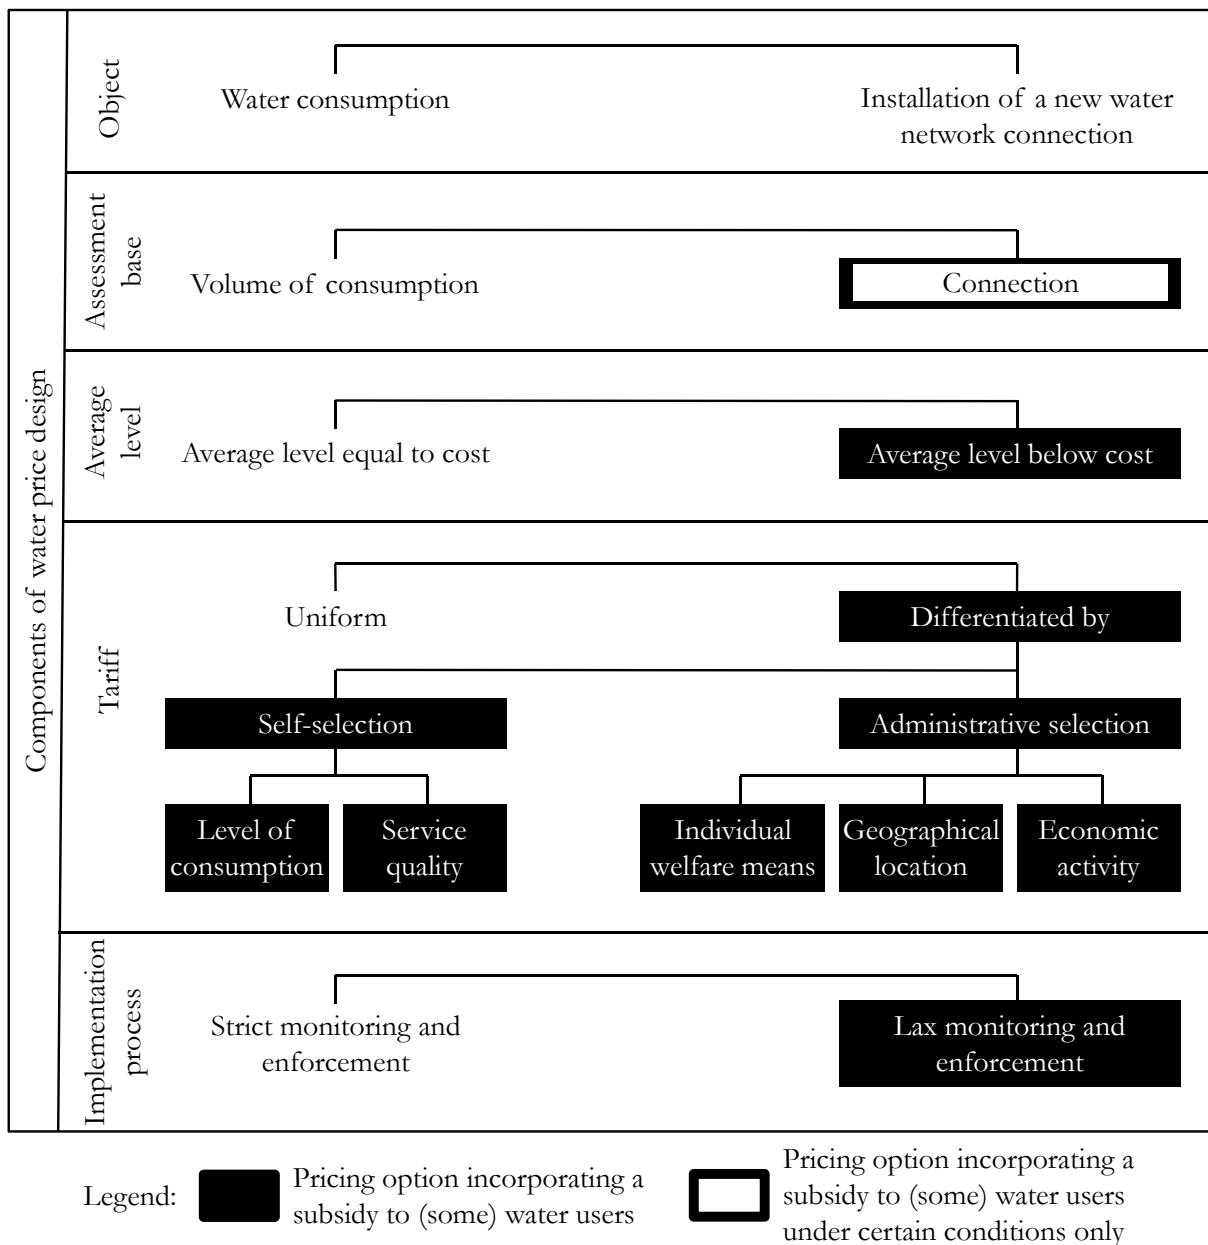 Components of water price design
Object
Water consumption
Installation of a new water
network connection
Assessment
base
Volume of consumption
Connection
Average
level
Average level equal to cost
Average level below cost
Tariff
Uniform
Differentiated by
Self-selection
Administrative selection
Level of
consumption
Service
quality
Individual
welfare means
Geographical
location
Economic
activity
Implementation
process
Strict monitoring and
enforcement
Lax monitoring and
enforcement
Legend:
Pricing option incorporating a
subsidy to (some) water users
Pricing option incorporating a
subsidy to (some) water users
under certain conditions only